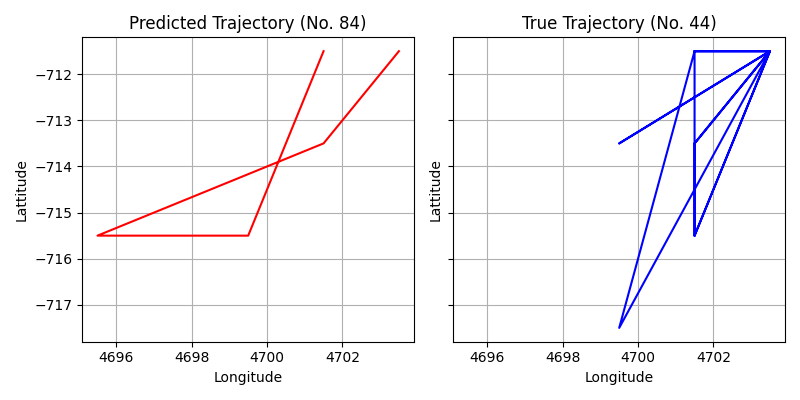 Predicted Trajectory (No. 84)
True Trajectory (No. 44)
Lattitude
−712
−713
−714
−715
−716
−717
4696
4698
4700
4702
Longitude
Lattitude
4696
4698
4700
4702
Longitude